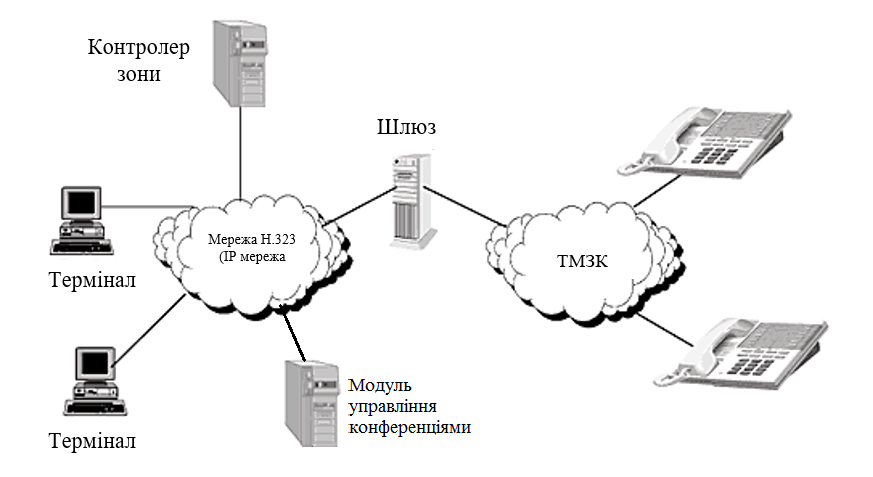 Контролер
зони
Шлюз
Мережа Н.323
(IP мережа
ТМЗК
Термінал
Модуль
управління
конференціями
Термінал